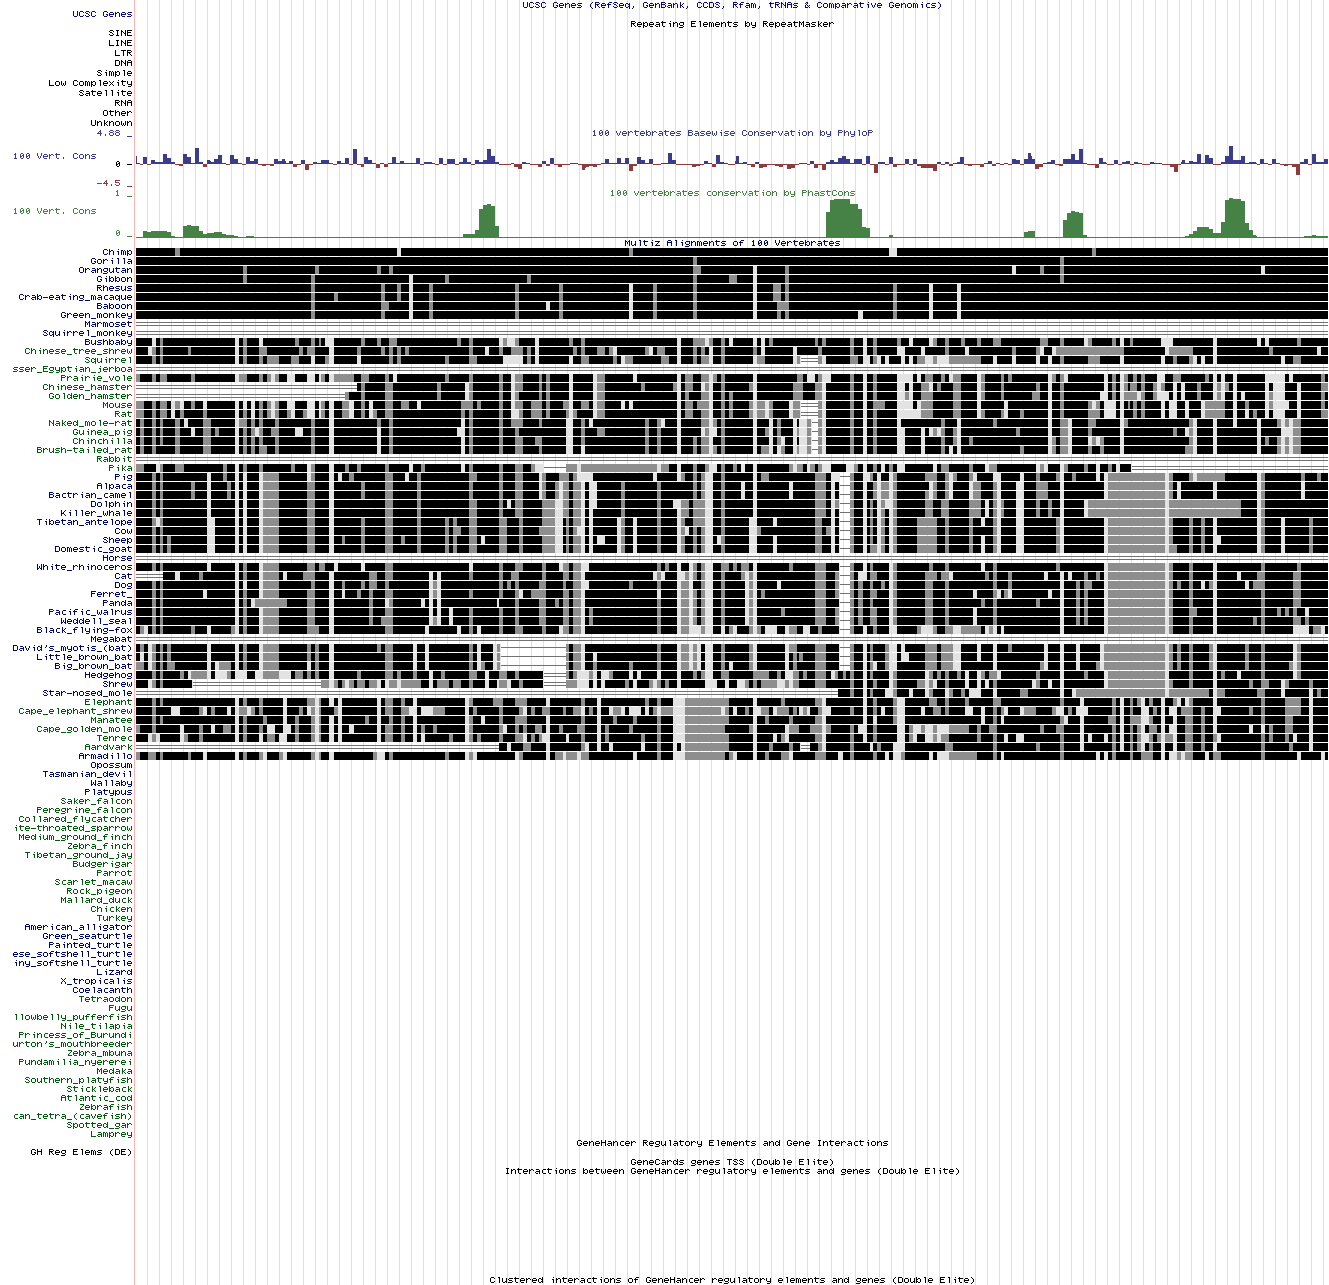 UCSC Genes (RefSeq, GenBank, CCDS, Rfam, tRNAs & Comparative Genomics)
UCSC Genes
Repeating Elements by RepeatMasker
SINE
LINE
LTR
DNA
Simple
Low Complexity
Satellite
RNA
Other
Unknown
4.88 _
100 vertebrates Basewise Conservation by PhyloP
100 Vert. Cons
0 _
-4.5 _
100 vertebrates conservation by PhastCons
1 _
100 Vert. Cons
0 _
Multiz Alignments of 100 Vertebrates
Chimp
Gorilla
Orangutan
Gibbon
Rhesus
Crab-eating_macaque
Baboon
Green_monkey
Marmoset
Squirrel_monkey
Bushbaby
Chinese_tree_shrew
Squirrel
sser_Egyptian_jerboa
Prairie_vole
Chinese_hamster
Golden_hamster
Mouse
Rat
Naked_mole-rat
Guinea_pig
Chinchilla
Brush-tailed_rat
Rabbit
Pika
Pig
Alpaca
Bactrian_camel
Dolphin
Killer_whale
Tibetan_antelope
Cow
Sheep
Domestic_goat
Horse
White_rhinoceros
Cat
Dog
Ferret_
Panda
Pacific_walrus
Weddell_seal
Black_flying-fox
Megabat
David's_myotis_(bat)
Little_brown_bat
Big_brown_bat
Hedgehog
Shrew
Star-nosed_mole
Elephant
Cape_elephant_shrew
Manatee
Cape_golden_mole
Tenrec
Aardvark
Armadillo
Opossum
Tasmanian_devil
Wallaby
Platypus
Saker_falcon
Peregrine_falcon
Collared_flycatcher
ite-throated_sparrow
Medium_ground_finch
Zebra_finch
Tibetan_ground_jay
Budgerigar
Parrot
Scarlet_macaw
Rock_pigeon
Mallard_duck
Chicken
Turkey
American_alligator
Green_seaturtle
Painted_turtle
ese_softshell_turtle
iny_softshell_turtle
Lizard
X_tropicalis
Coelacanth
Tetraodon
Fugu
llowbelly_pufferfish
Nile_tilapia
Princess_of_Burundi
urton's_mouthbreeder
Zebra_mbuna
Pundamilia_nyererei
Medaka
Southern_platyfish
Stickleback
Atlantic_cod
Zebrafish
can_tetra_(cavefish)
Spotted_gar
Lamprey
GeneHancer Regulatory Elements and Gene Interactions
GH Reg Elems (DE)
GeneCards genes TSS (Double Elite)
Interactions between GeneHancer regulatory elements and genes (Double Elite)
Clustered interactions of GeneHancer regulatory elements and genes (Double Elite)